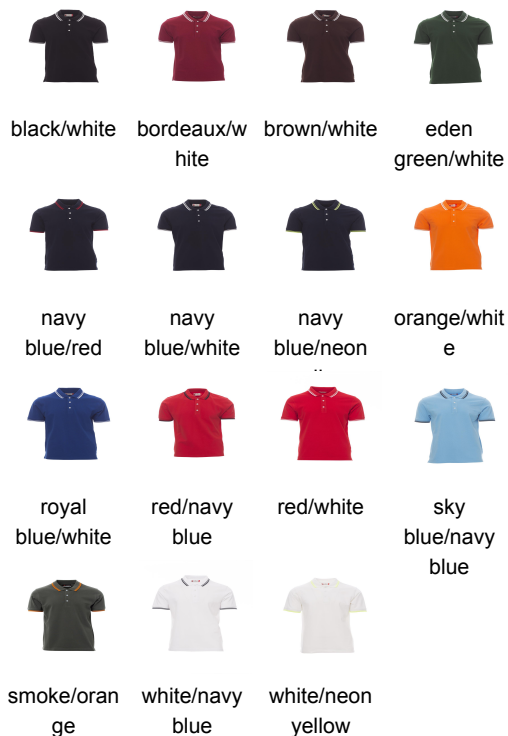 black/white
bordeaux/w
hite
brown/white
eden
green/white
navy
blue/red
navy
blue/white
navy
blue/neon
orange/whit
e
royal
blue/white
red/navy
blue
red/white
sky
blue/navy
blue
smoke/oran
ge
white/navy
blue
white/neon
yellow